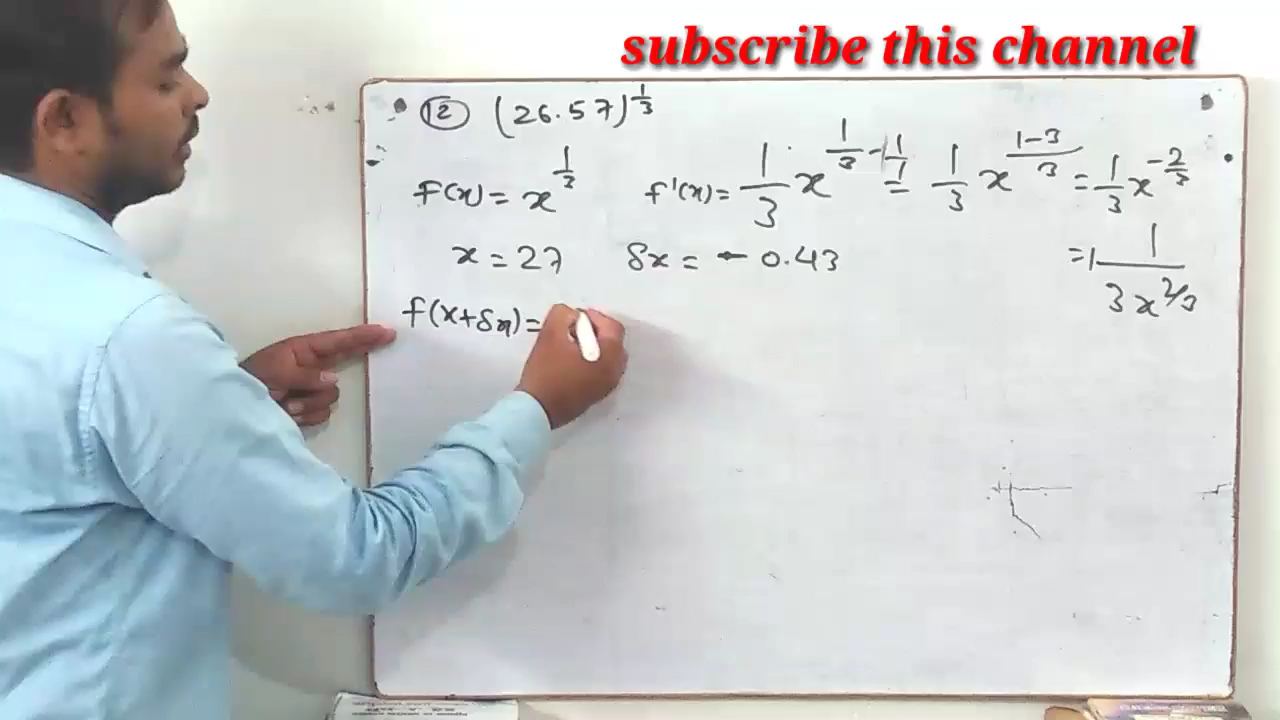 subscribe this channel
12 (26.57)^{1/3}
f(x) = x^{1/3} f'(x) = 1/3 x^{1/3 - 1/1} = 1/3 x^{(1-3)/3} = 1/3 x^{-2/3}
x = 27 δx = - 0.43 = 1/(3x^{2/3})
f(x+δx) =